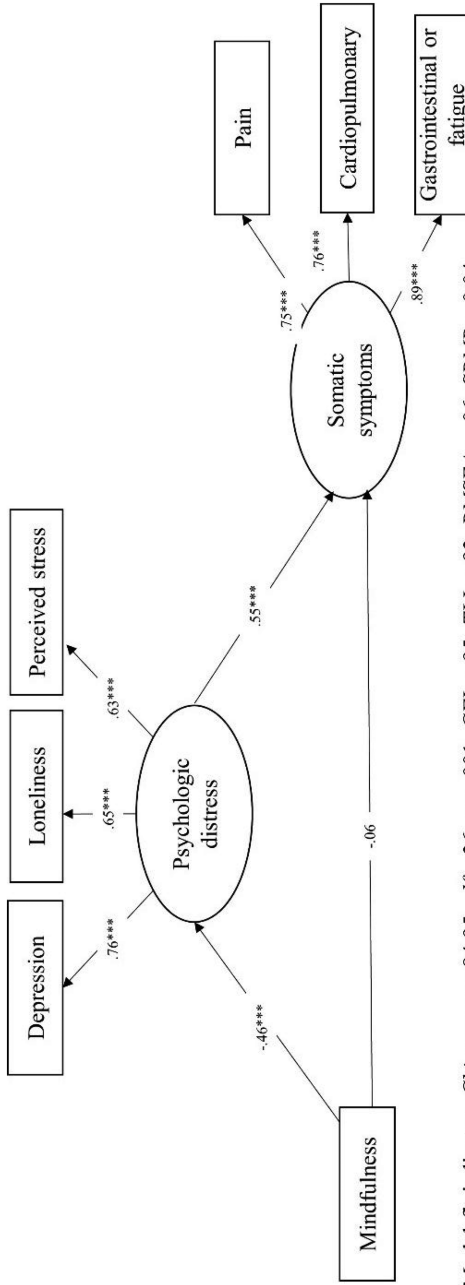 Depression
Loneliness
Perceived stress
.76***
.65***
.63***
Psychologic
distress
-.46***
.55***
Mindfulness
-.06
Somatic
symptoms
.75***
.76***
.89***
Pain
Cardiopulmonary
Gastrointestinal or
fatigue